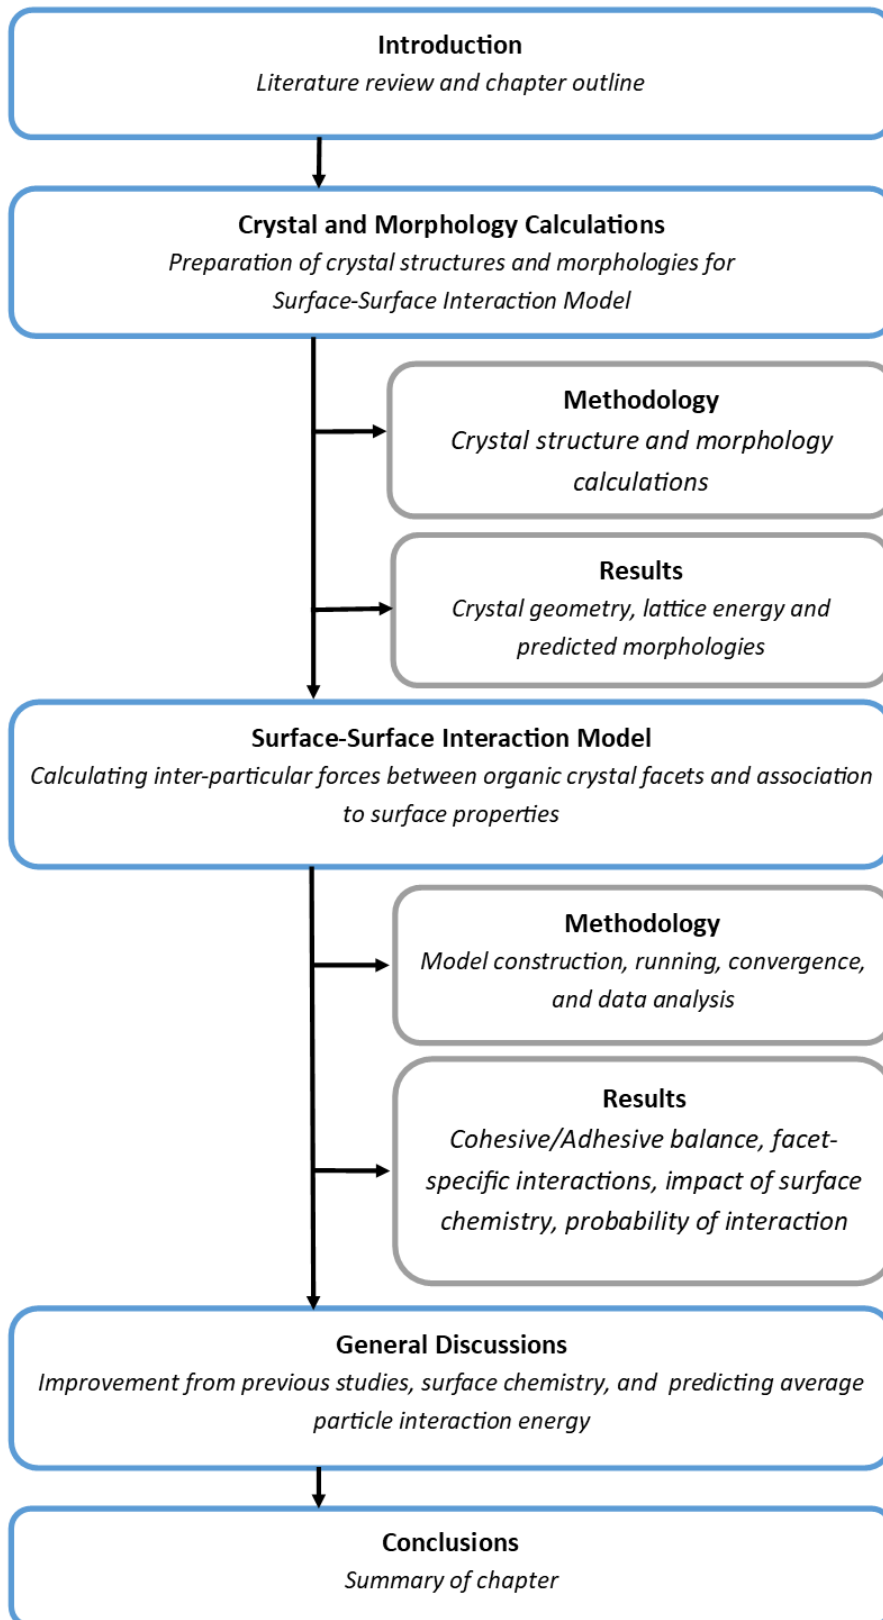 Introduction
Literature review and chapter outline
Crystal and Morphology Calculations
Preparation of crystal structures and morphologies for
Surface-Surface Interaction Model
Methodology
Crystal structure and morphology
calculations
Results
Crystal geometry, lattice energy and
predicted morphologies
Surface-Surface Interaction Model
Calculating inter-particular forces between organic crystal facets and association
to surface properties
Methodology
Model construction, running, convergence,
and data analysis
Results
Cohesive/Adhesive balance, facet-
specific interactions, impact of surface
chemistry, probability of interaction
General Discussions
Improvement from previous studies, surface chemistry, and predicting average
particle interaction energy
Conclusions
Summary of chapter